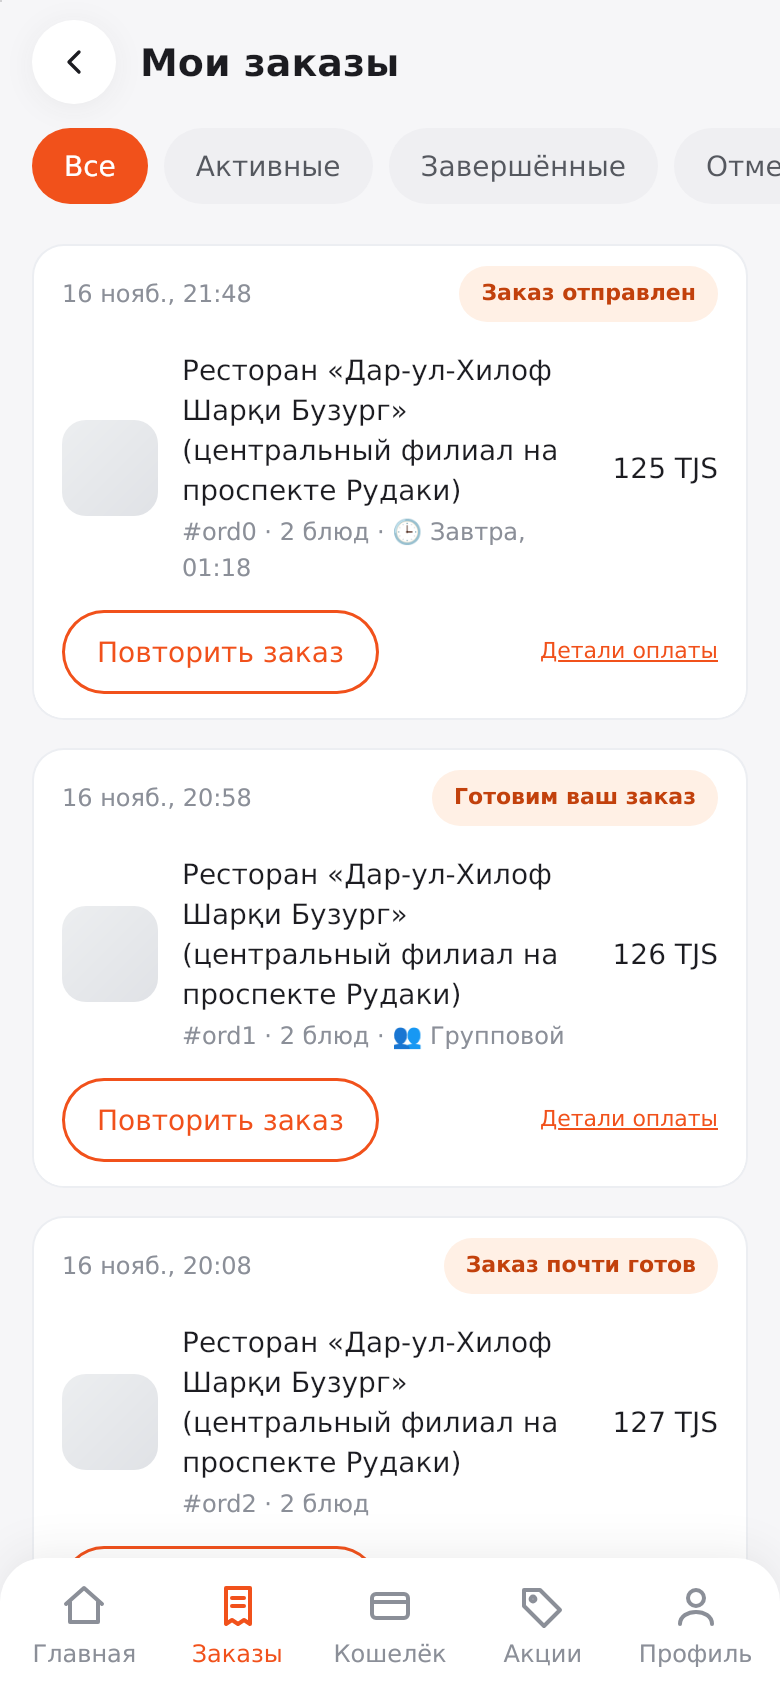 Мои заказы
Все
Активные
Завершённые
Отме
16 нояб., 21:48
Заказ отправлен
Ресторан «Дар-ул-Хилоф
Шарқи Бузург»
(центральный филиал на
проспекте Рудаки)
125 TJS
#ord0 · 2 блюд · 🕒 Завтра,
01:18
Повторить заказ
Детали оплаты
16 нояб., 20:58
Готовим ваш заказ
Ресторан «Дар-ул-Хилоф
Шарқи Бузург»
(центральный филиал на
проспекте Рудаки)
126 TJS
#ord1 · 2 блюд · 👥 Групповой
Повторить заказ
Детали оплаты
16 нояб., 20:08
Заказ почти готов
Ресторан «Дар-ул-Хилоф
Шарқи Бузург»
(центральный филиал на
проспекте Рудаки)
127 TJS
#ord2 · 2 блюд
Главная
Заказы
Кошелёк
Акции
Профиль